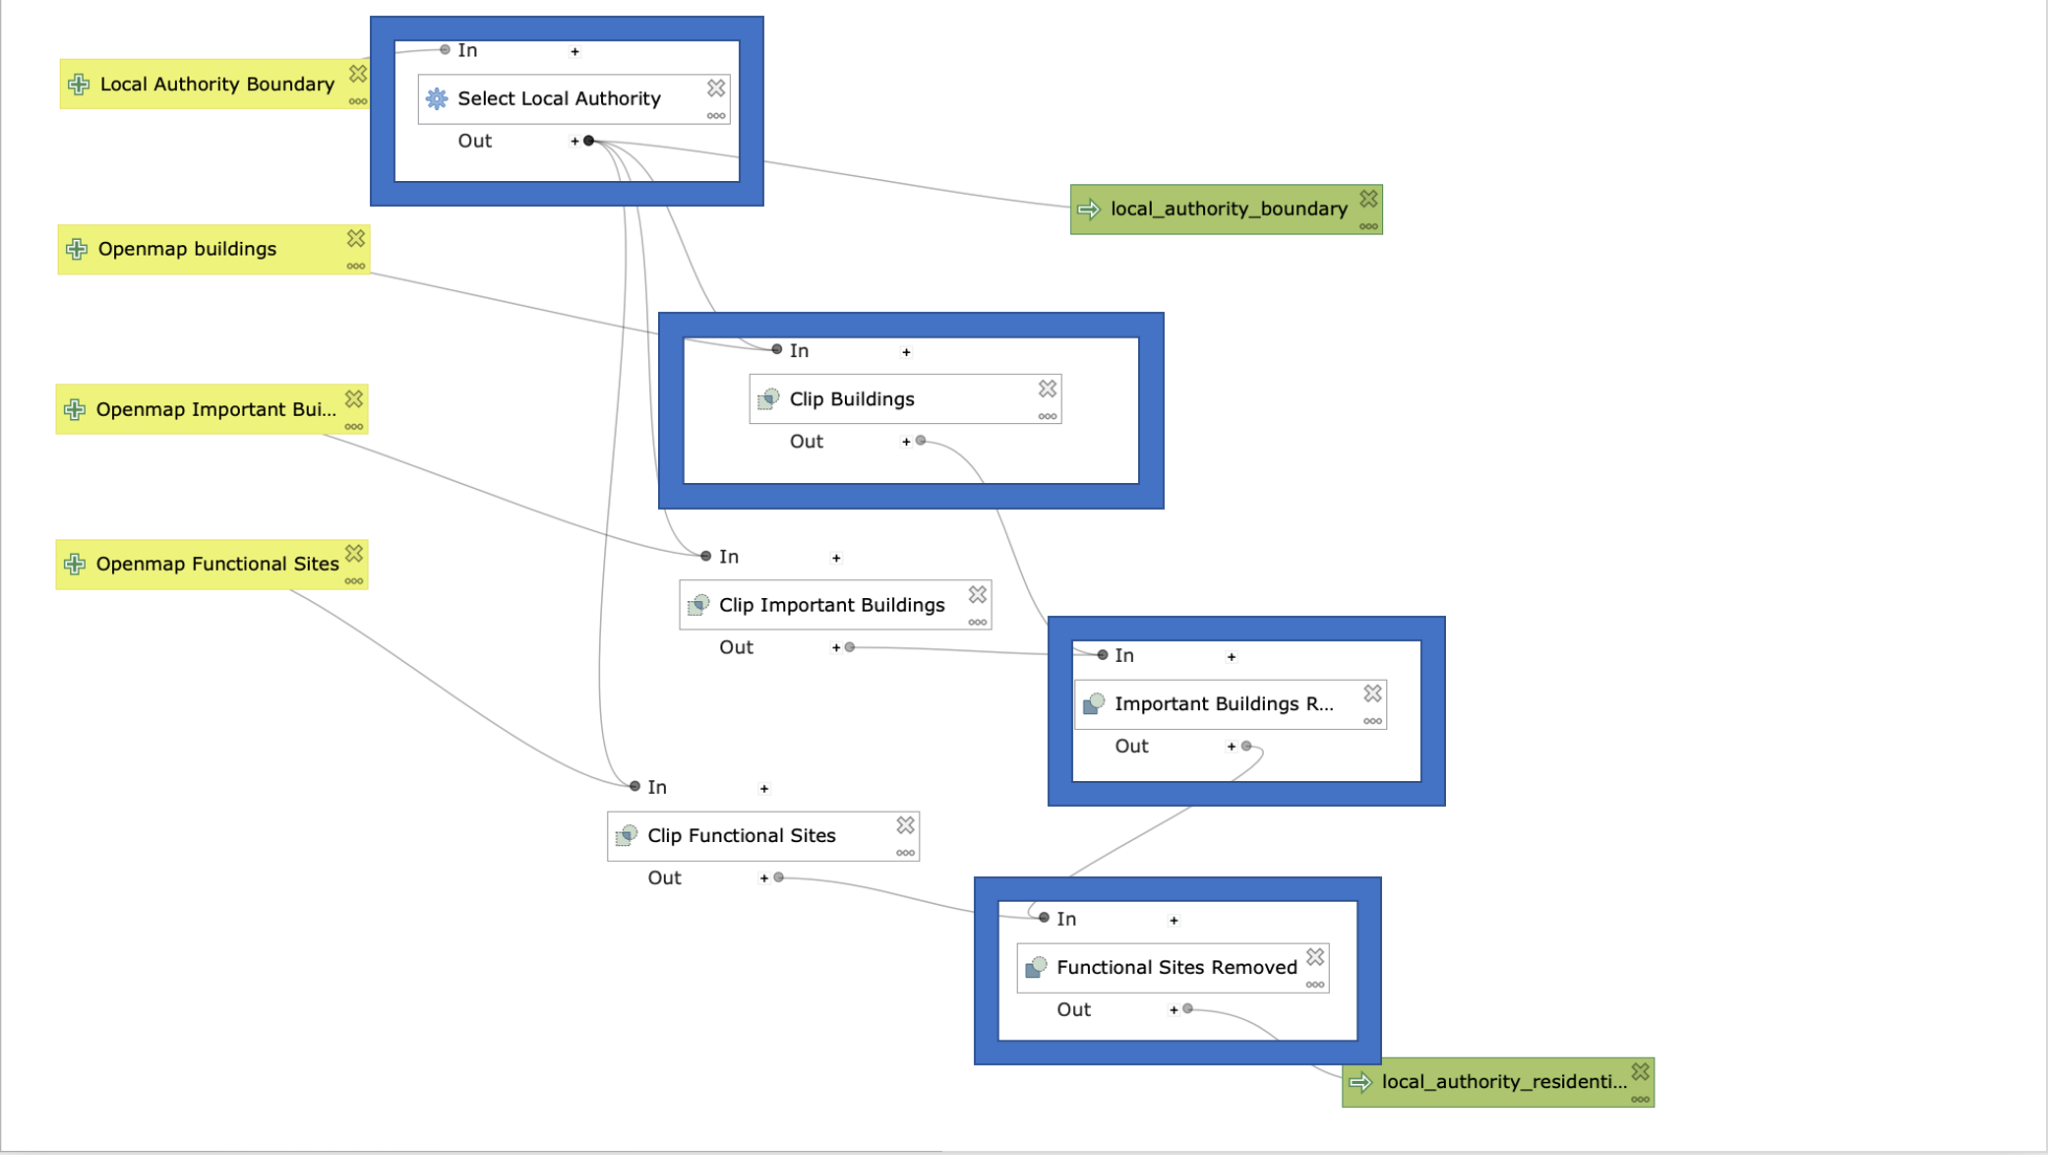 In
Local Authority Boundary
Select Local Authority
Out
local_authority_boundary
Openmap buildings
In
Clip Buildings
Openmap Important Bui...
Out
In
Openmap Functional Sites
Clip Important Buildings
Out
In
Important Buildings R...
Out
In
Clip Functional Sites
Out
In
Functional Sites Removed
Out
local_authority_residenti...